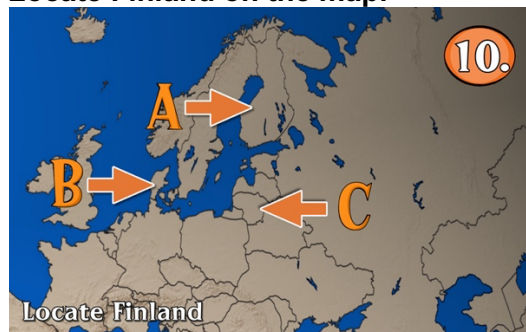 Locate Finland on the map.
10.
A
B
C
Locate Finland